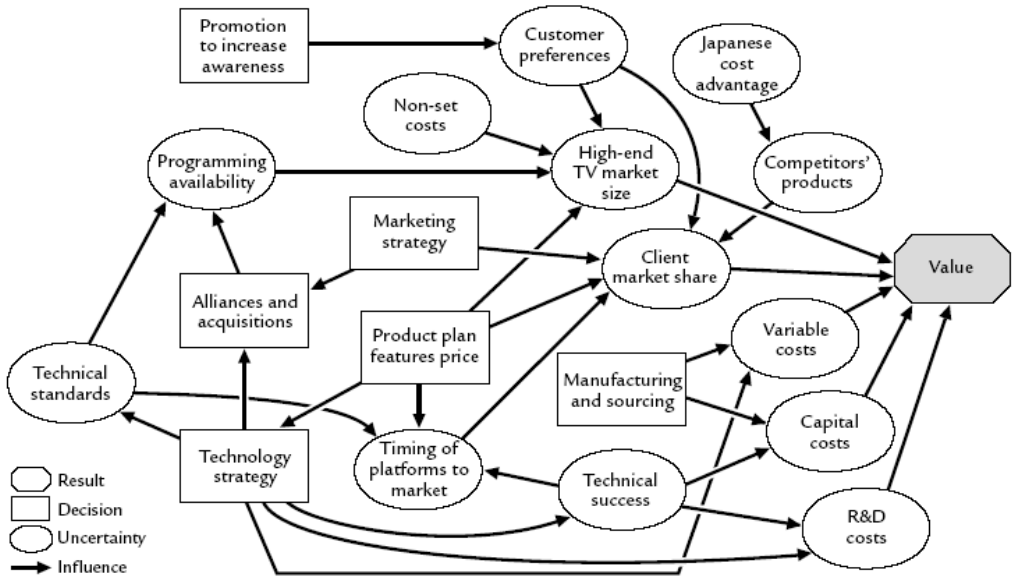 Promotion
to increase
awareness
Customer
preferences
Japanese
cost
advantage
Non-set
costs
Programming
availability
High-end
TV market
size
Competitors'
products
Marketing
strategy
Client
market share
Value
Alliances and
acquisitions
Product plan
features price
Variable
costs
Technical
standards
Manufacturing
and sourcing
Capital
costs
Technology
strategy
Timing of
platforms to
market
Technical
success
R&D
costs
Result
Decision
Uncertainty
Influence